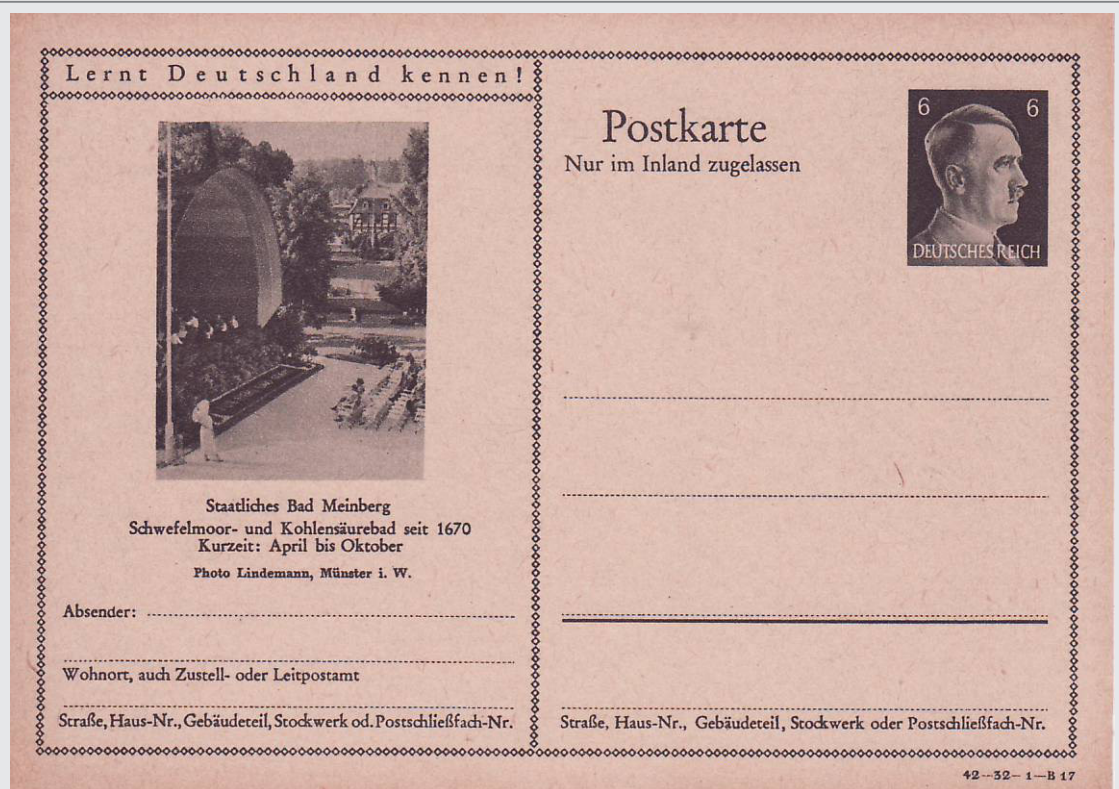 Lernt Deutschland kennen!
Postkarte
Nur im Inland zugelassen
6 6
DEUTSCHES REICH
Staatliches Bad Meinberg
Schwefelmoor- und Kohlensäurebad seit 1670
Kurzeit: April bis Oktober
Photo Lindemann, Münster i. W.
Absender:
Wohnort, auch Zustell- oder Leitpostamt
Straße, Haus-Nr., Gebäudeteil, Stockwerk od. Postschließfach-Nr.
Straße, Haus-Nr., Gebäudeteil, Stockwerk oder Postschließfach-Nr.
42—32— 1—B 17